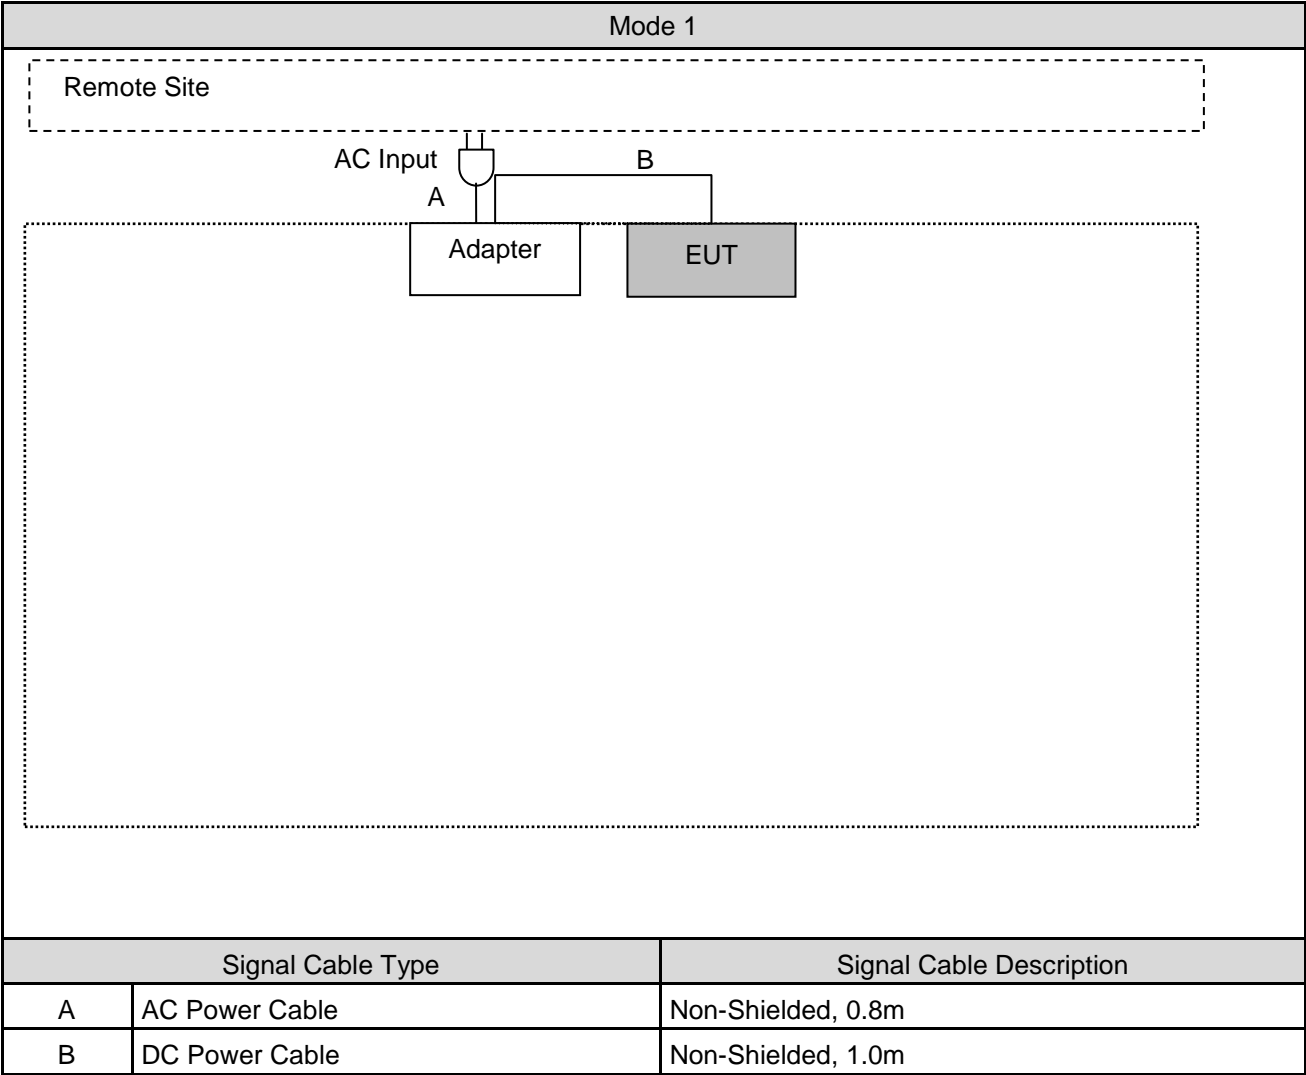 Mode 1
Remote Site
AC Input
B
A
Adapter
EUT
Signal Cable Type Signal Cable Description
A AC Power Cable Non-Shielded, 0.8m
B DC Power Cable Non-Shielded, 1.0m